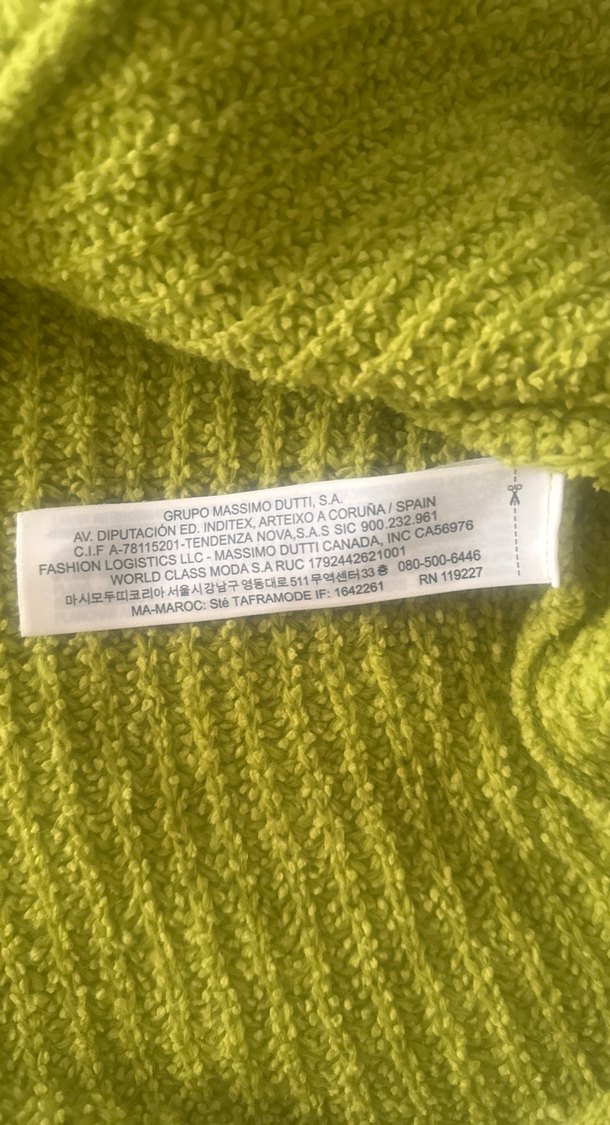 GRUPO MASSIMO DUTTI, S.A.
AV. DIPUTACIÓN ED. INDITEX, ARTEIXO A CORUÑA / SPAIN
C.I.F A-78115201-TENDENZA NOVA,S.A.S SIC 900.232.961
FASHION LOGISTICS LLC - MASSIMO DUTTI CANADA, INC CA56976
WORLD CLASS MODA S.A RUC 1792442621001
마시모두띠코리아 서울시강남구 영동대로511무역센터33층 080-500-6446
MA-MAROC: Sté TAFRAMODE IF: 1642261 RN 119227